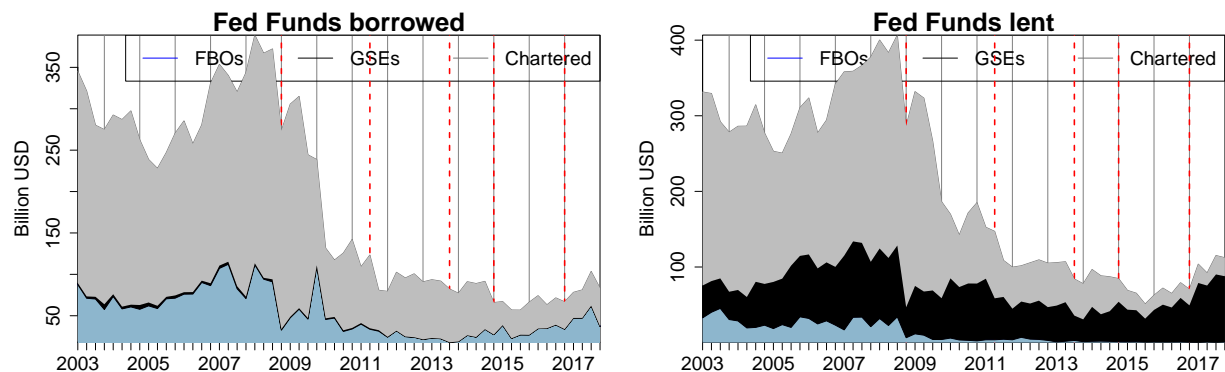 Fed Funds borrowed
FBOs GSEs Chartered
Billion USD
350
250
150
50
2003 2005 2007 2009 2011 2013 2015 2017
Fed Funds lent
FBOs GSEs Chartered
Billion USD
400
300
200
100
2003 2005 2007 2009 2011 2013 2015 2017